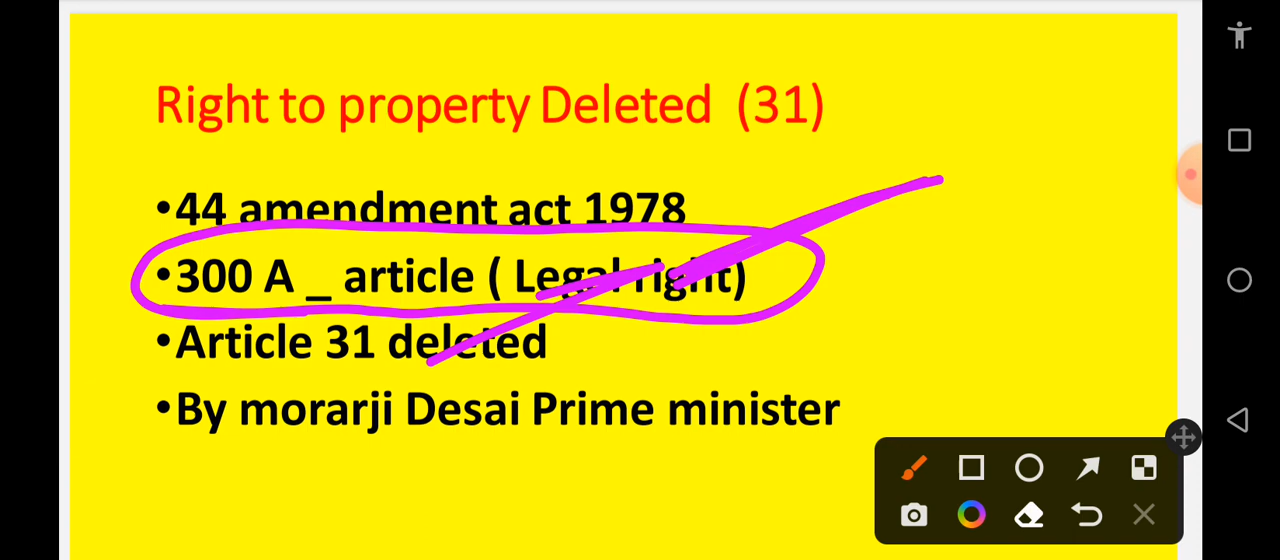 Right to property Deleted (31)
•44 amendment act 1978
•300 A _ article ( Legal right)
•Article 31 deleted
•By morarji Desai Prime minister